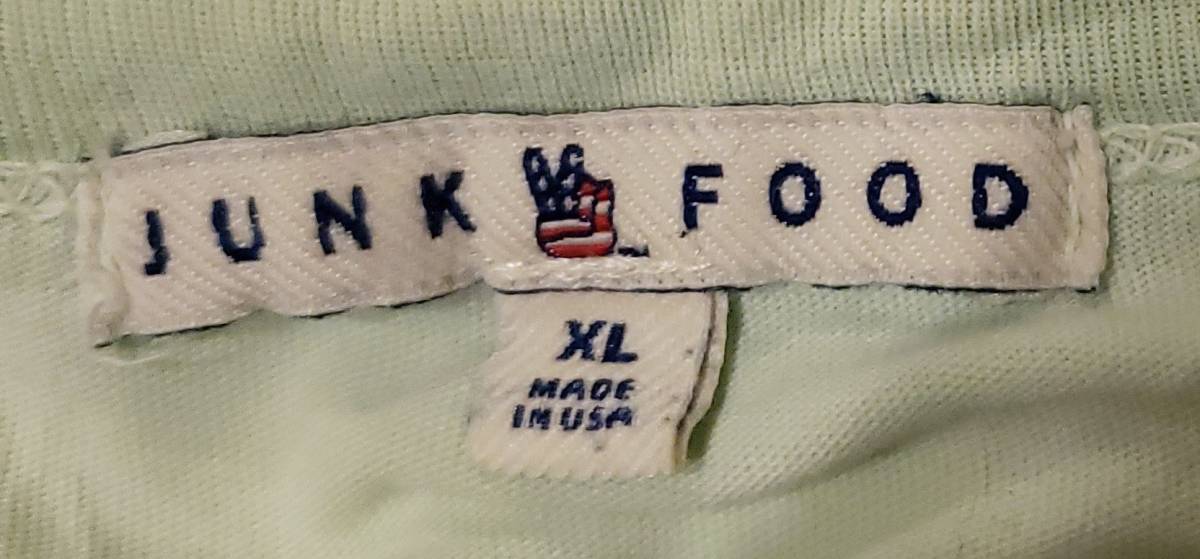 JUNK FOOD
XL
MADE
IN USA